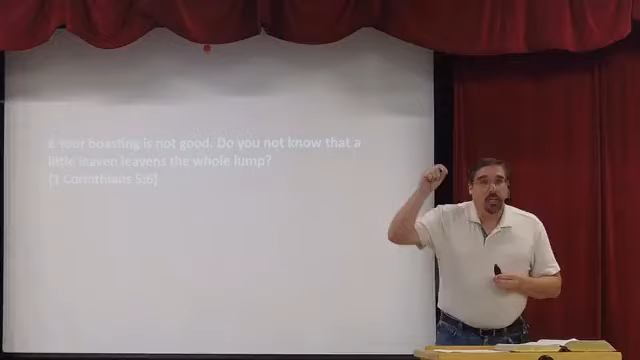 6 Your boasting is not good. Do you not know that a
little leaven leavens the whole lump?
(1 Corinthians 5:6)